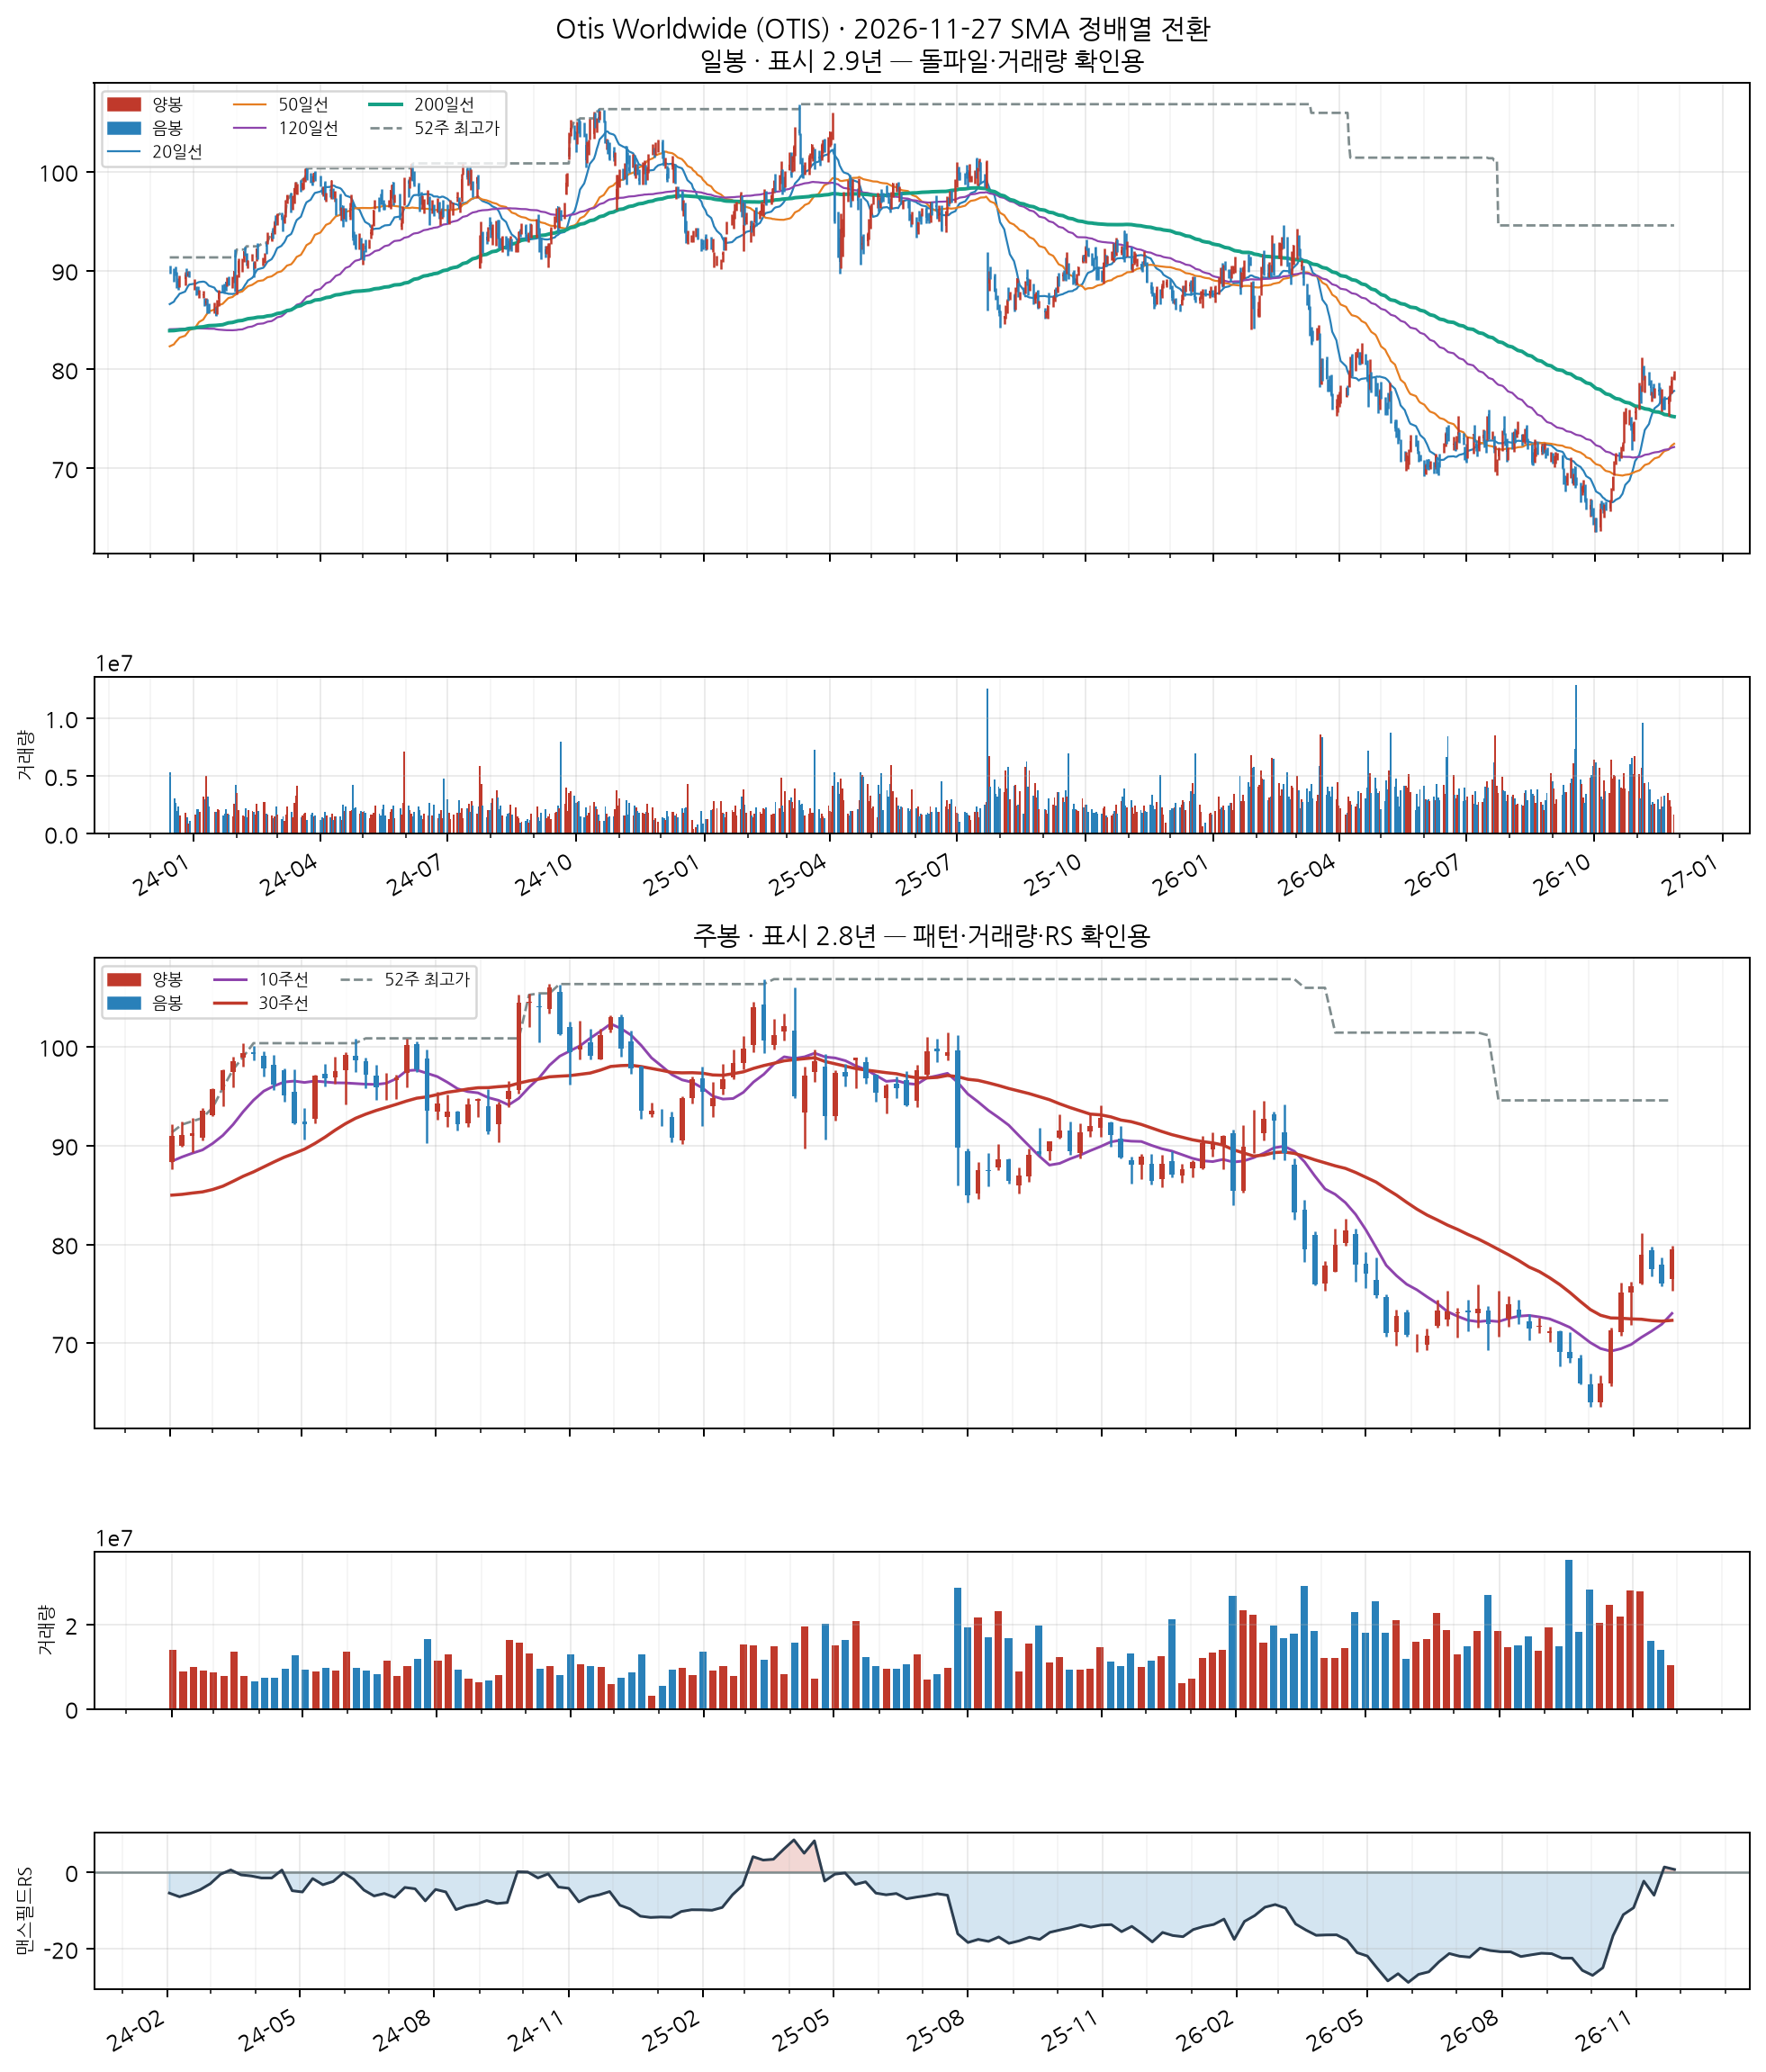 Otis Worldwide (OTIS) · 2026-11-27 SMA 정배열 전환
일봉 · 표시 2.9년 — 돌파일·거래량 확인용
양봉
음봉
20일선
50일선
120일선
200일선
52주 최고가
100
90
80
70
1e7
거래량
1.0
0.5
0.0
24-01
24-04
24-07
24-10
25-01
25-04
25-07
25-10
26-01
26-04
26-07
26-10
27-01
주봉 · 표시 2.8년 — 패턴·거래량·RS 확인용
양봉
음봉
10주선
30주선
52주 최고가
100
90
80
70
1e7
거래량
2
0
맨스필드RS
0
-20
24-02
24-05
24-08
24-11
25-02
25-05
25-08
25-11
26-02
26-05
26-08
26-11